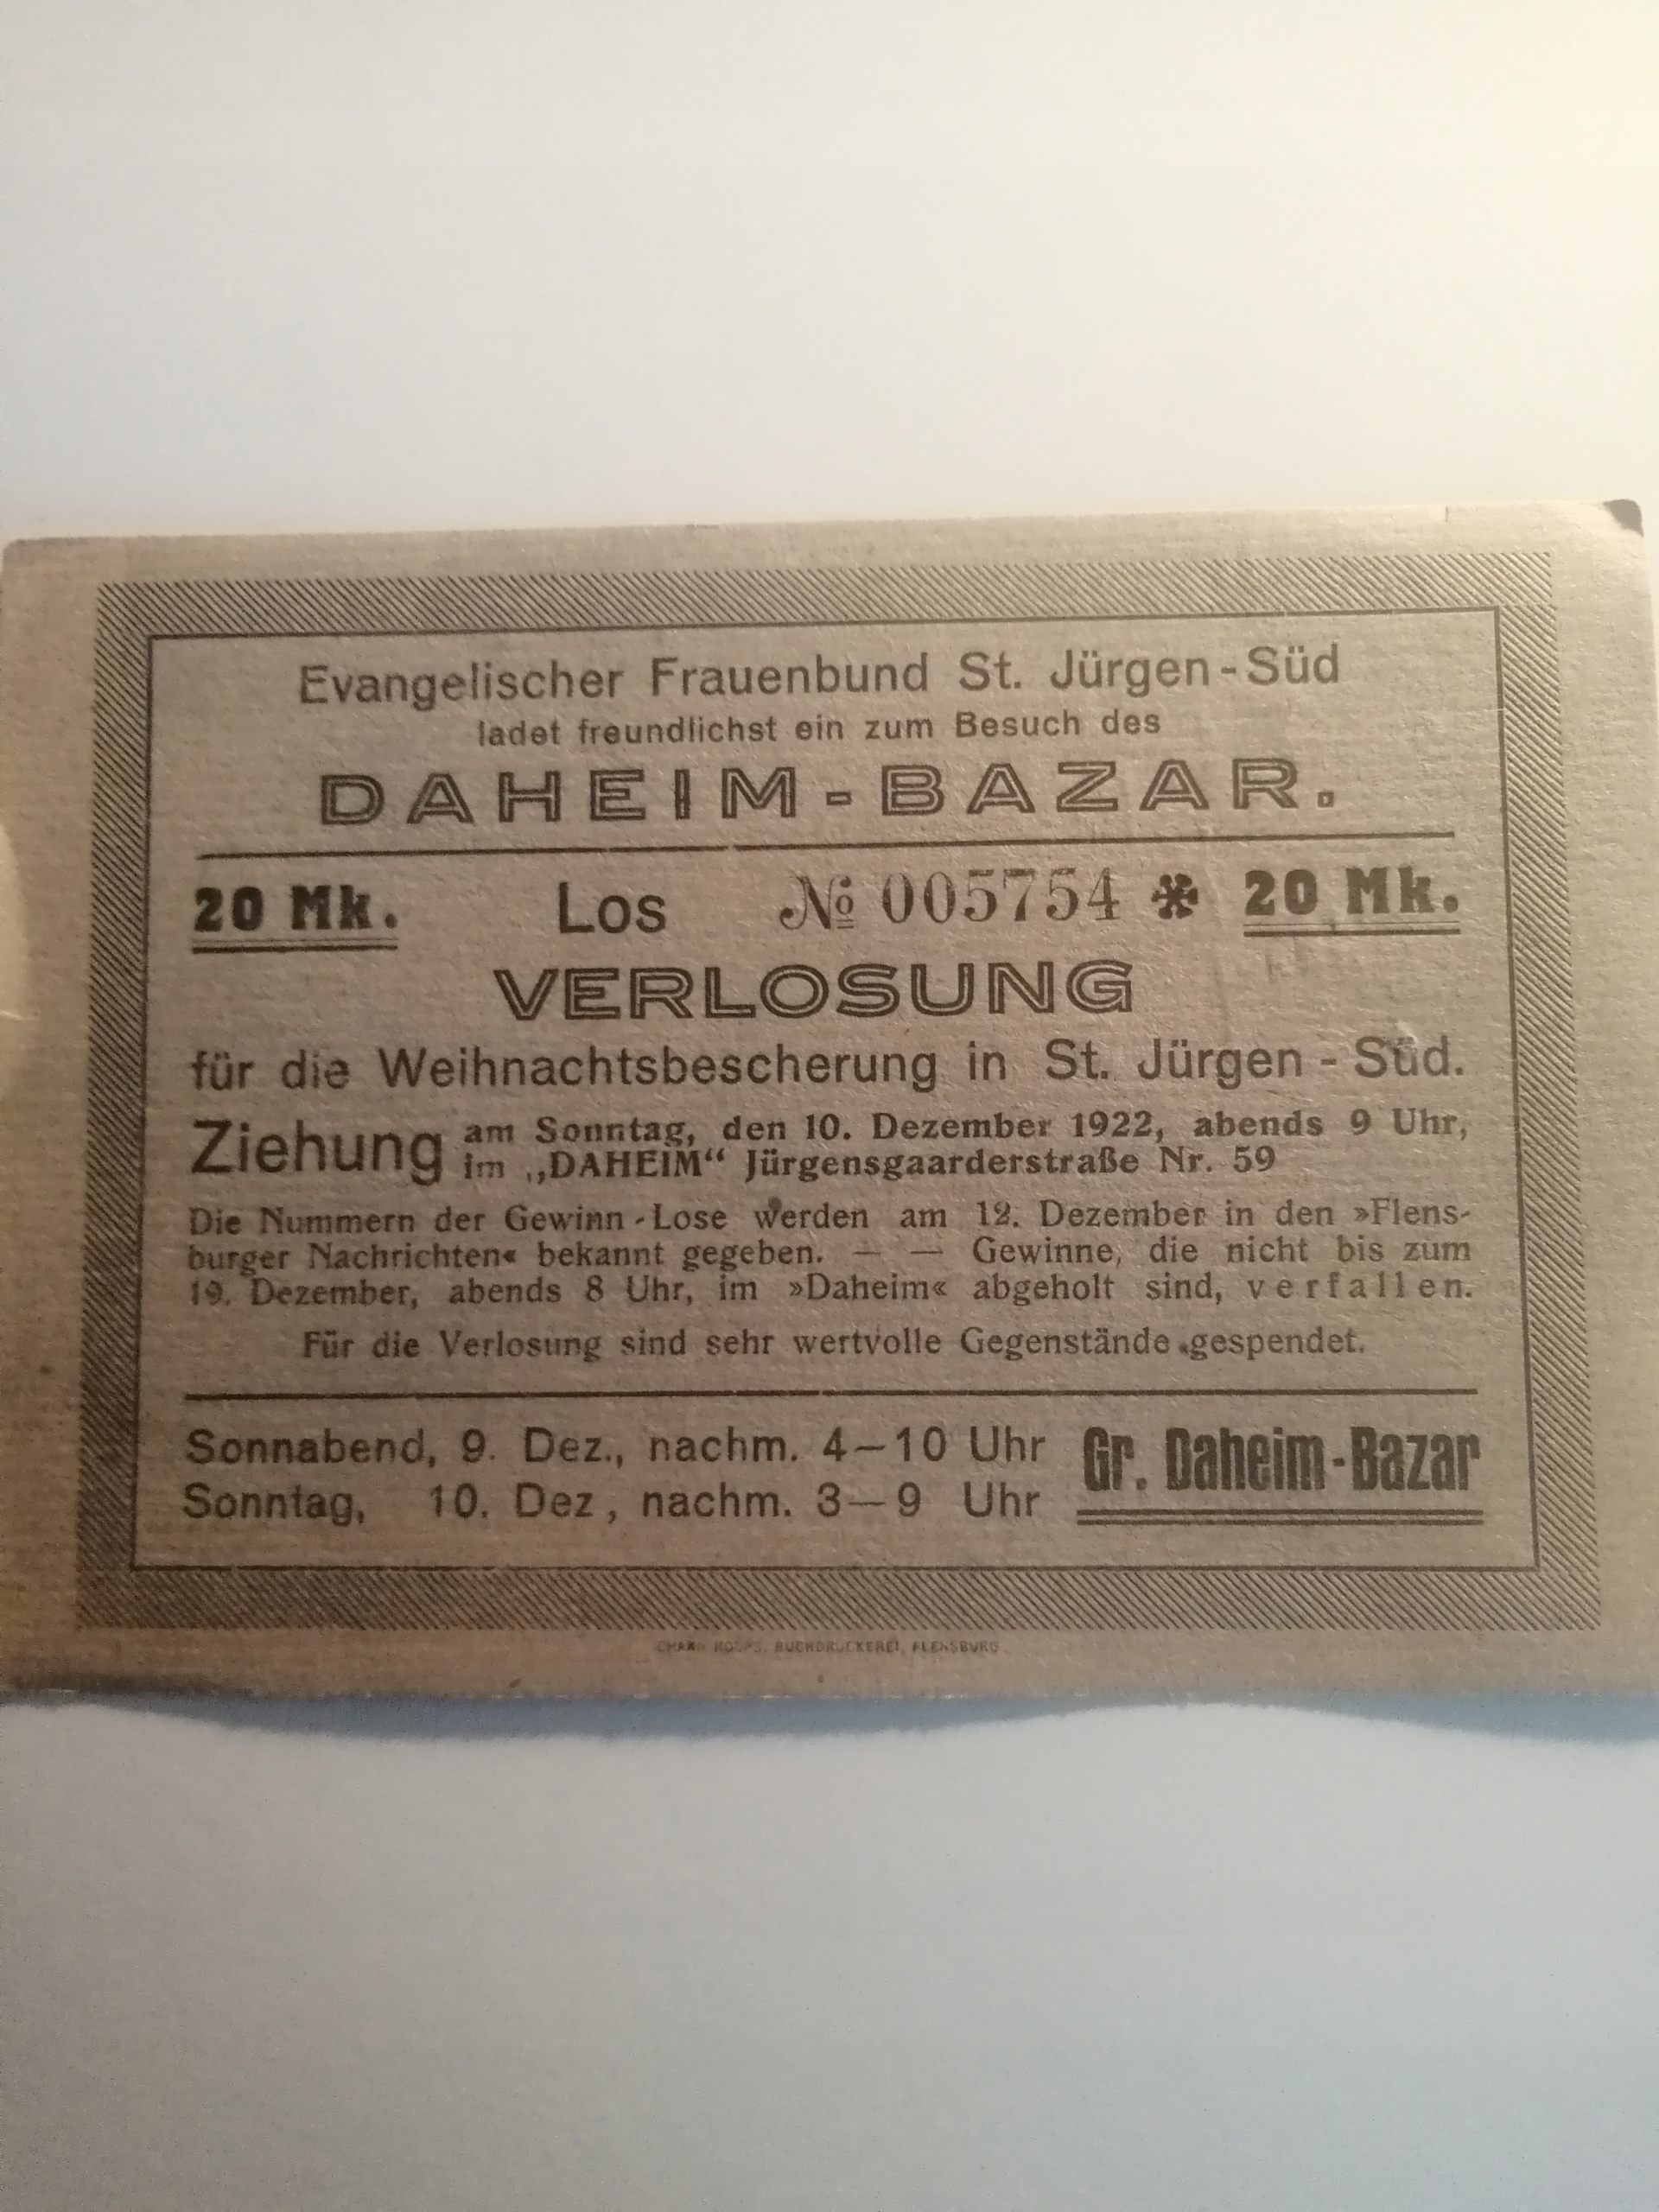 Evangelischer Frauenbund St. Jürgen-Süd
ladet freundlichst ein zum Besuch des
DAHEIM-BAZAR.
20 Mk. Los № 005754 * 20 Mk.
VERLOSUNG
für die Weihnachtsbescherung in St. Jürgen - Süd.
Ziehung am Sonntag, den 10. Dezember 1922, abends 9 Uhr,
im „DAHEIM“ Jürgensgaarderstraße Nr. 59
Die Nummern der Gewinn-Lose werden am 12. Dezember in den »Flens-
burger Nachrichten« bekannt gegeben. — — Gewinne, die nicht bis zum
19. Dezember, abends 8 Uhr, im »Daheim« abgeholt sind, verfallen.
Für die Verlosung sind sehr wertvolle Gegenstände gespendet.
Sonnabend, 9. Dez., nachm. 4—10 Uhr
Sonntag, 10. Dez., nachm. 3—9 Uhr
Gr. Daheim-Bazar
BUCHDRUCKEREI, FLENSBURG